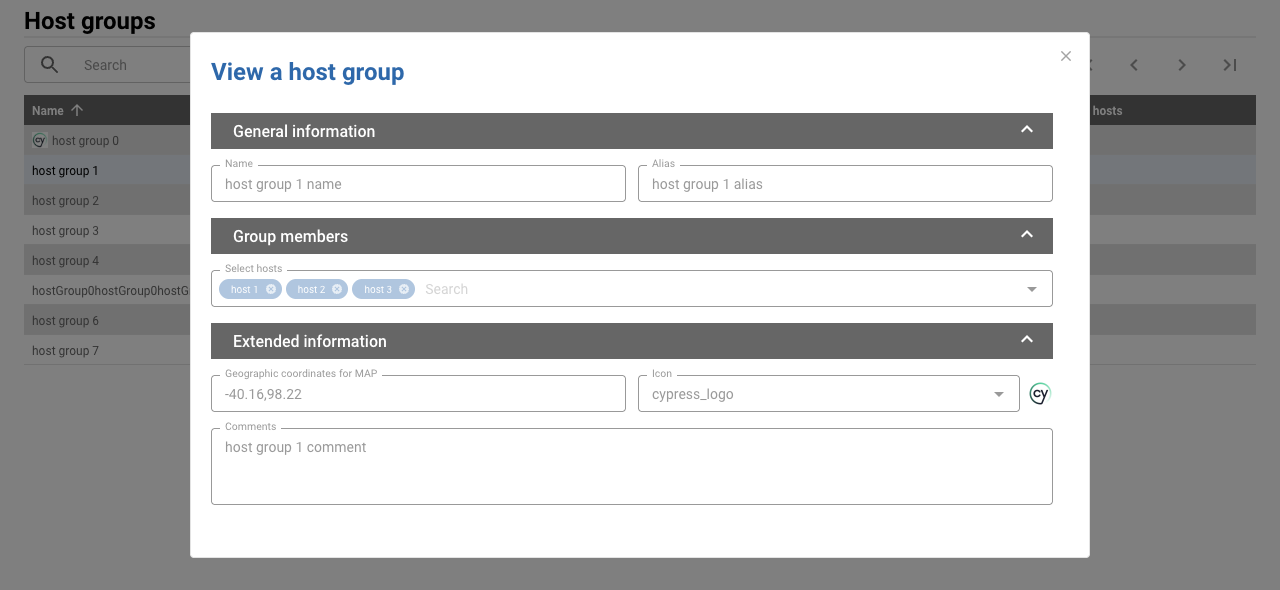 Host groups
Search
Name
hosts
cy host group 0
host group 1
host group 2
host group 3
host group 4
hostGroup0hostGroup0hostG
host group 6
host group 7
View a host group
General information
Name
host group 1 name
Alias
host group 1 alias
Group members
Select hosts
host 1 host 2 host 3 Search
Extended information
Geographic coordinates for MAP
-40.16,98.22
Icon
cypress_logo
cy
Comments
host group 1 comment